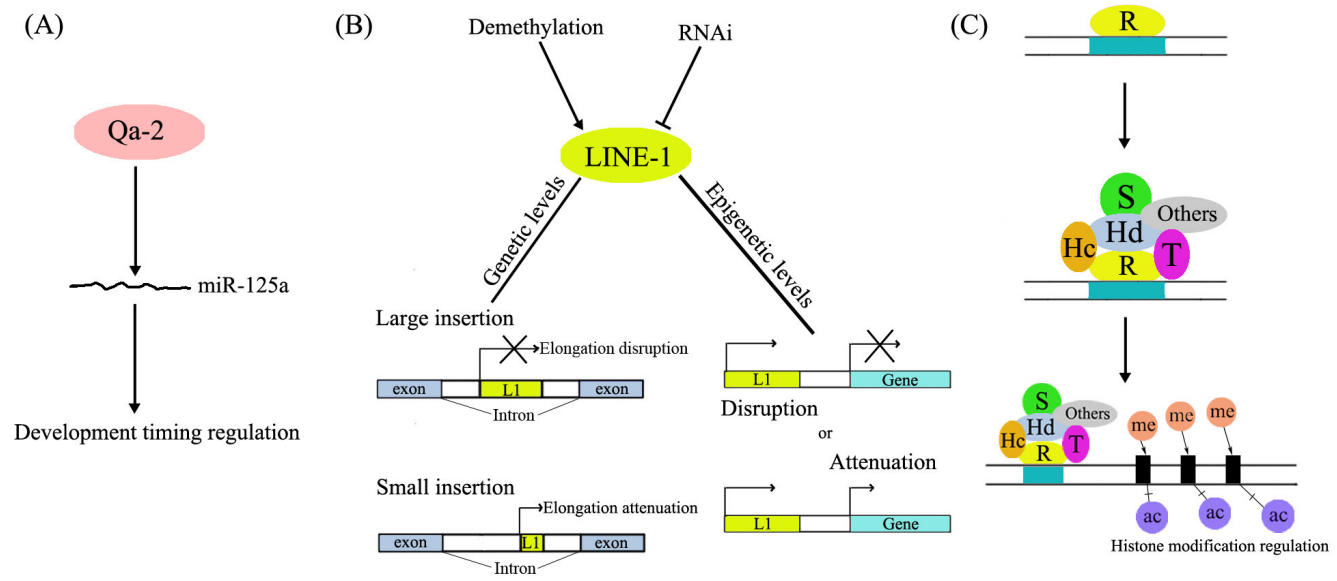 (A)
Qa-2
miR-125a
Development timing regulation
(B)
Demethylation
RNAi
LINE-1
Genetic levels
Epigenetic levels
Large insertion
Elongation disruption
exon
L1
exon
Intron
Small insertion
Elongation attenuation
exon
L1
exon
Intron
L1
Gene
Disruption
or
Attenuation
L1
Gene
(C)
R
S
Others
Hd
Hc
T
R
S
Others
Hd
Hc
T
R
me
me
me
ac
ac
ac
Histone modification regulation